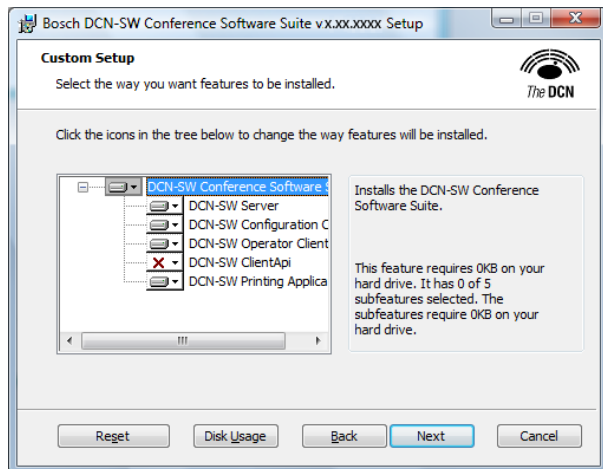 Bosch DCN-SW Conference Software Suite vx.xx.xxxx Setup
Custom Setup
Select the way you want features to be installed.
The DCN
Click the icons in the tree below to change the way features will be installed.
DCN-SW Conference Software S
DCN-SW Server
DCN-SW Configuration C
DCN-SW Operator Client
DCN-SW ClientApi
DCN-SW Printing Applica
Installs the DCN-SW Conference
Software Suite.
This feature requires 0KB on your
hard drive. It has 0 of 5
subfeatures selected. The
subfeatures require 0KB on your
hard drive.
Reset
Disk Usage
Back
Next
Cancel